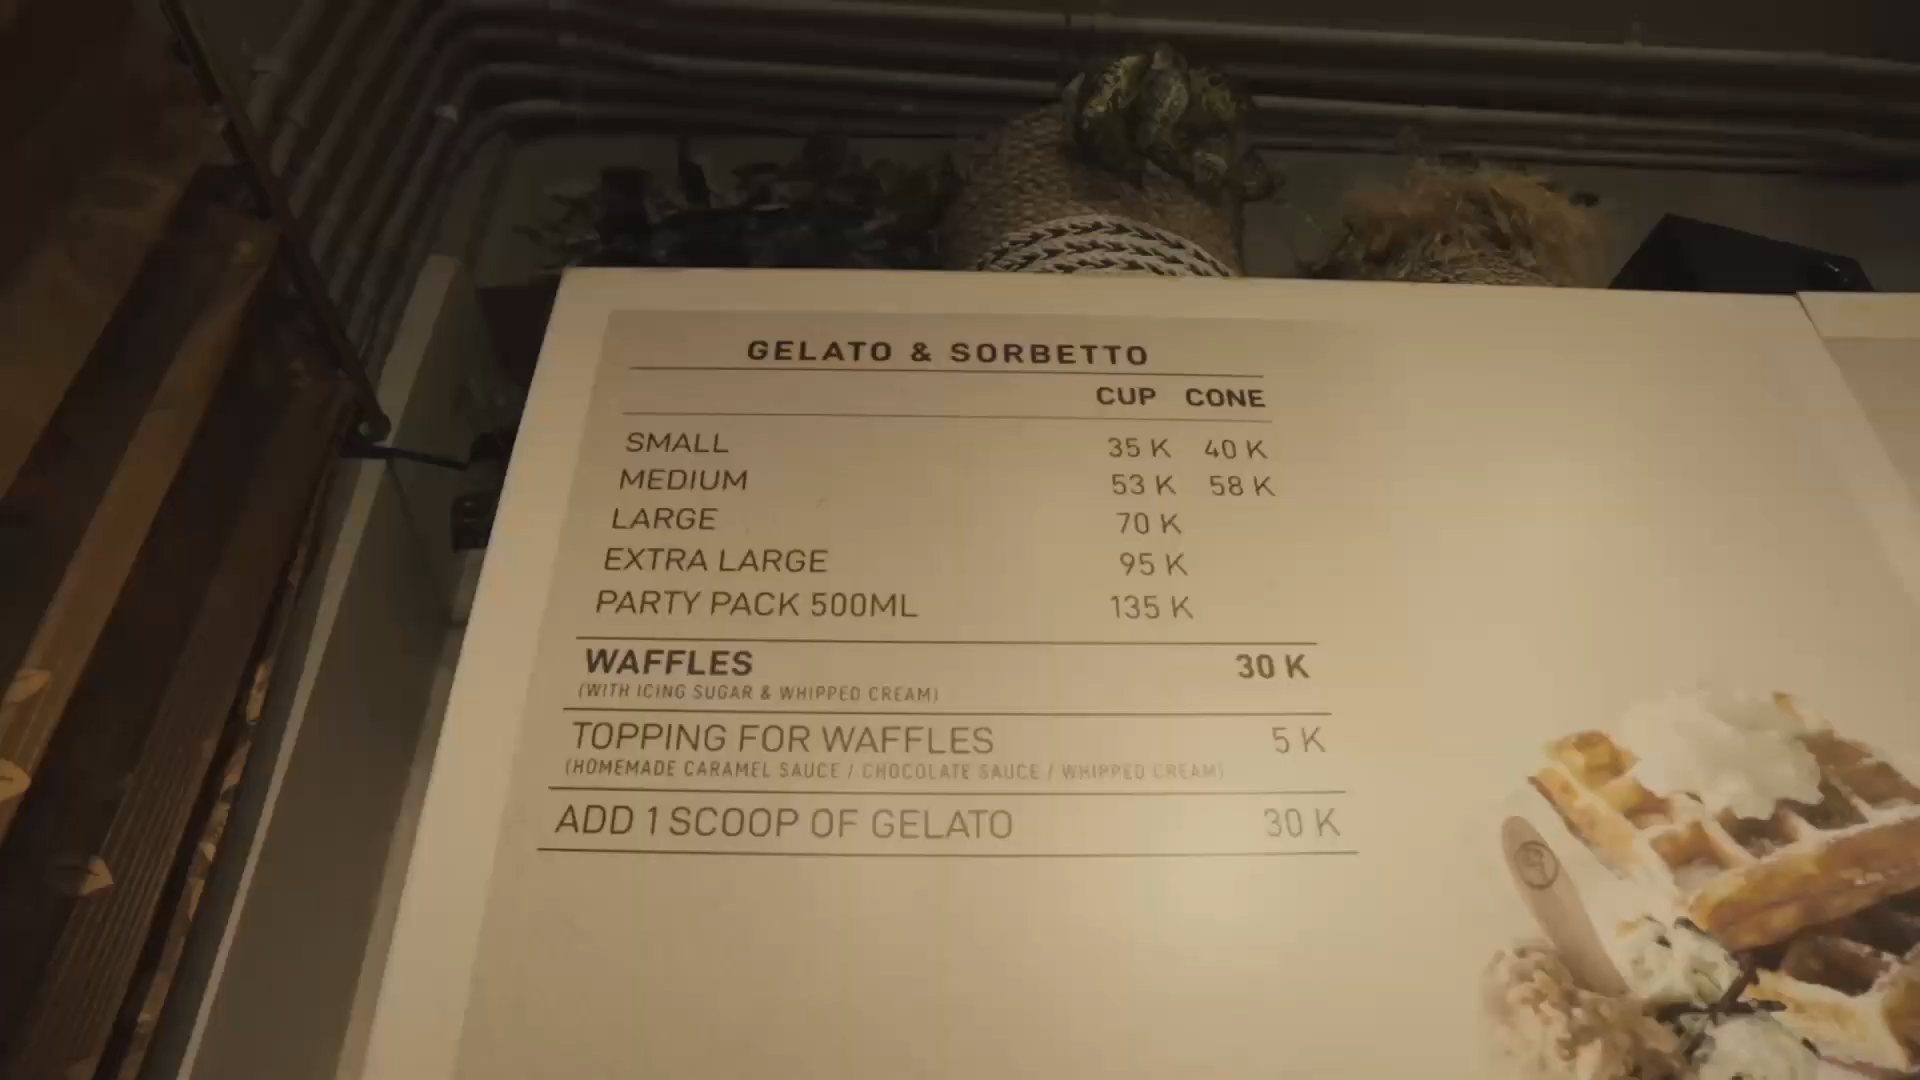 GELATO & SORBETTO
CUP CONE
SMALL 35 K 40 K
MEDIUM 53 K 58 K
LARGE 70 K
EXTRA LARGE 95 K
PARTY PACK 500ML 135 K
WAFFLES 30 K
(WITH ICING SUGAR & WHIPPED CREAM)
TOPPING FOR WAFFLES 5 K
(HOMEMADE CARAMEL SAUCE / CHOCOLATE SAUCE / WHIPPED CREAM)
ADD 1 SCOOP OF GELATO 30 K